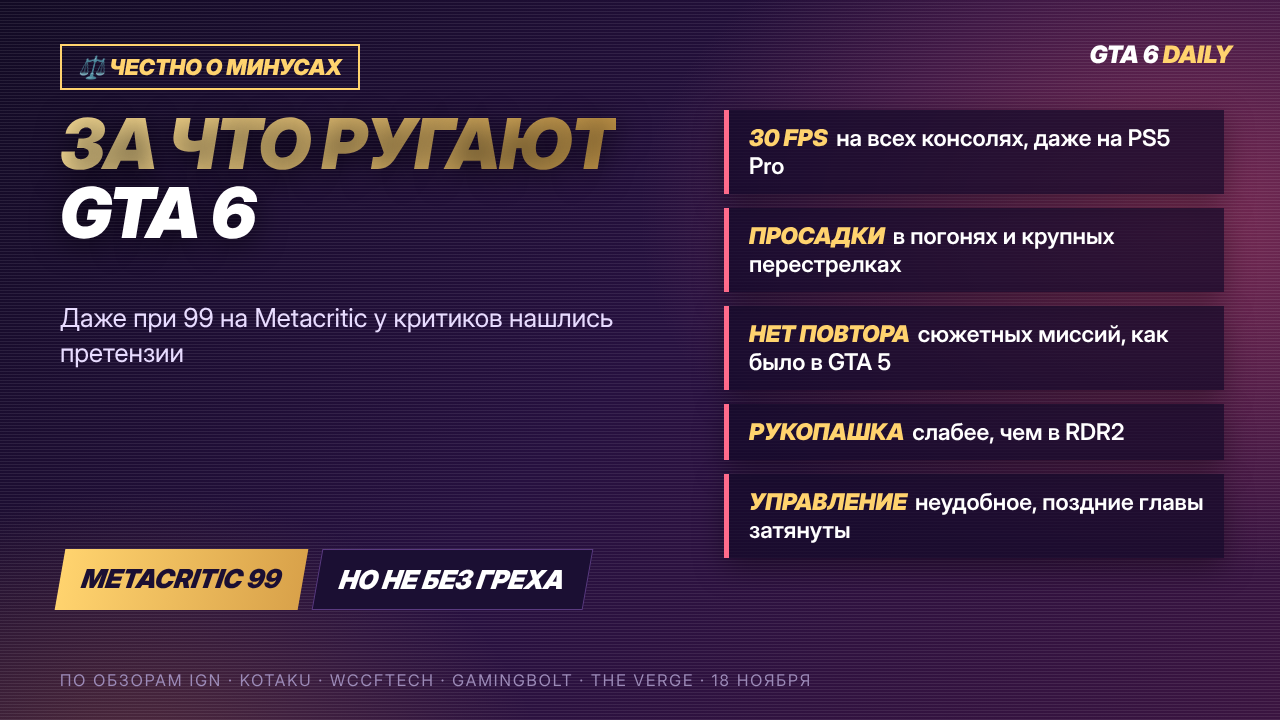 ⚖️ ЧЕСТНО О МИНУСАХ
GTA 6 DAILY
ЗА ЧТО РУГАЮТ
GTA 6
Даже при 99 на Metacritic у критиков нашлись
претензии
METACRITIC 99
НО НЕ БЕЗ ГРЕХА
30 FPS на всех консолях, даже на PS5
Pro
ПРОСАДКИ в погонях и крупных
перестрелках
НЕТ ПОВТОРА сюжетных миссий, как
было в GTA 5
РУКОПАШКА слабее, чем в RDR2
УПРАВЛЕНИЕ неудобное, поздние главы
затянуты
ПО ОБЗОРАМ IGN · KOTAKU · WCCFTECH · GAMINGBOLT · THE VERGE · 18 НОЯБРЯ